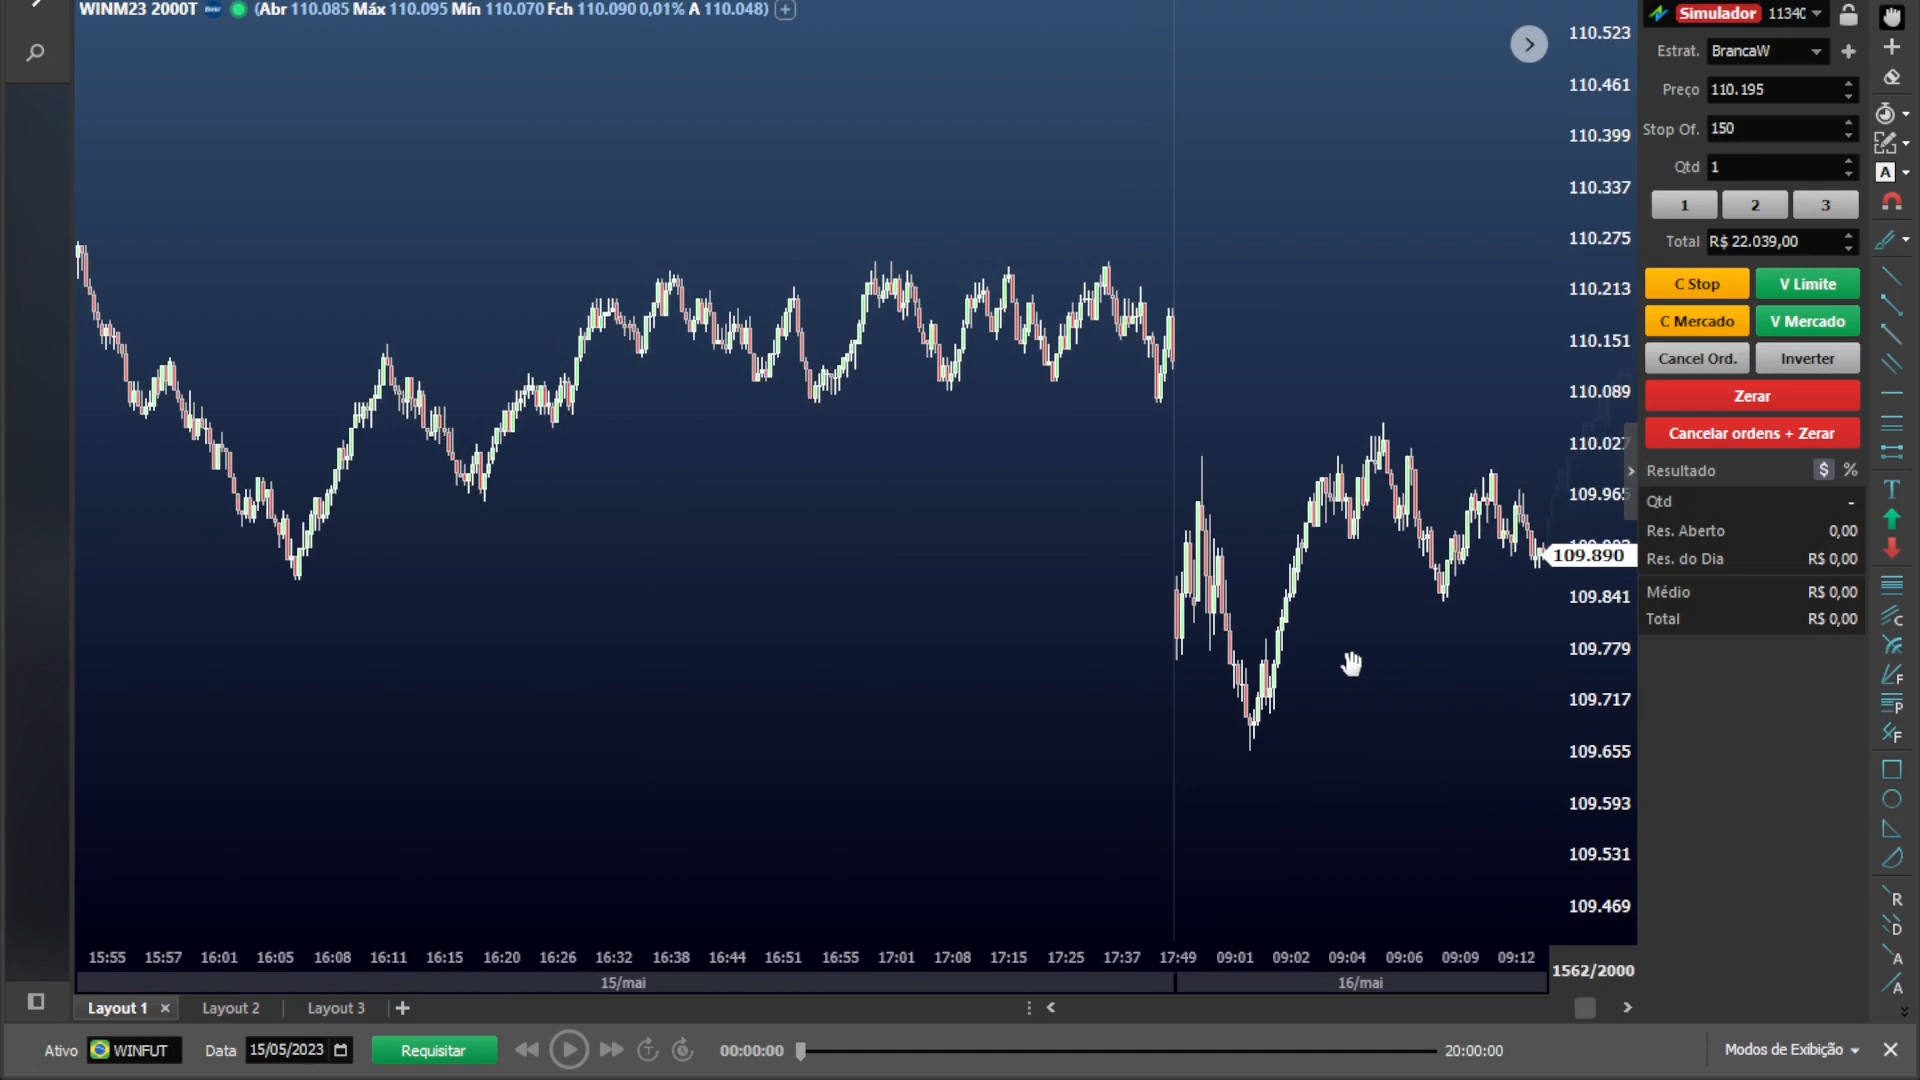 WINM23 2000T (Abr 110.085 Máx 110.095 Mín 110.070 Fch 110.090 0,01% A 110.048)
110.523
110.461
110.399
110.337
110.275
110.213
110.151
110.089
110.027
109.965
109.890
109.841
109.779
109.717
109.655
109.593
109.531
109.469
15:55 15:57 16:01 16:05 16:08 16:11 16:15 16:20 16:26 16:32 16:38 16:44 16:51 16:55 17:01 17:08 17:15 17:25 17:37 17:49 09:01 09:02 09:04 09:06 09:09 09:12
1562/2000
15/mai 16/mai
Layout 1 Layout 2 Layout 3
Ativo WINFUT Data 15/05/2023 Requisitar 00:00:00 20:00:00 Modos de Exibição
Simulador 1134
Estrat. BrancaW
Preço 110.195
Stop Of. 150
Qtd 1
1 2 3
Total R$ 22.039,00
C Stop V Limite
C Mercado V Mercado
Cancel Ord. Inverter
Zerar
Cancelar ordens + Zerar
Resultado $ %
Qtd -
Res. Aberto 0,00
Res. do Dia R$ 0,00
Médio R$ 0,00
Total R$ 0,00
A
T
C
F
P
F
R
D
A
A